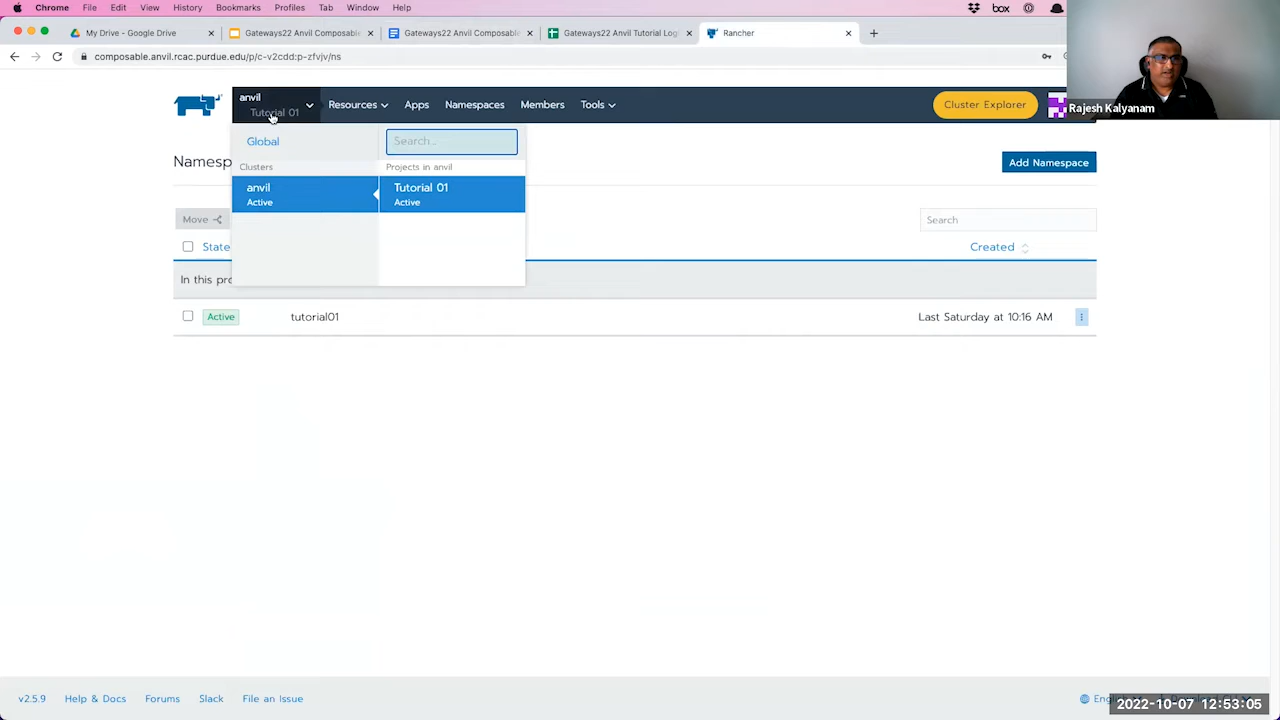 Chrome File Edit View History Bookmarks Profiles Tab Window Help box
My Drive - Google Drive Gateways22 Anvil Composable Gateways22 Anvil Composable Gateways22 Anvil Tutorial Log Rancher
composable.anvil.rcac.purdue.edu/p/c-v2cdd:p-zfvjv/ns
anvil
Tutorial 01
Resources Apps Namespaces Members Tools Cluster Explorer
Rajesh Kalyanam
Global Search...
Clusters Projects in anvil
anvil Tutorial 01
Active Active
Namesp
Add Namespace
Move
Search
State Created
In this pro
Active tutorial01 Last Saturday at 10:16 AM
v2.5.9 Help & Docs Forums Slack File an Issue
2022-10-07 12:53:05